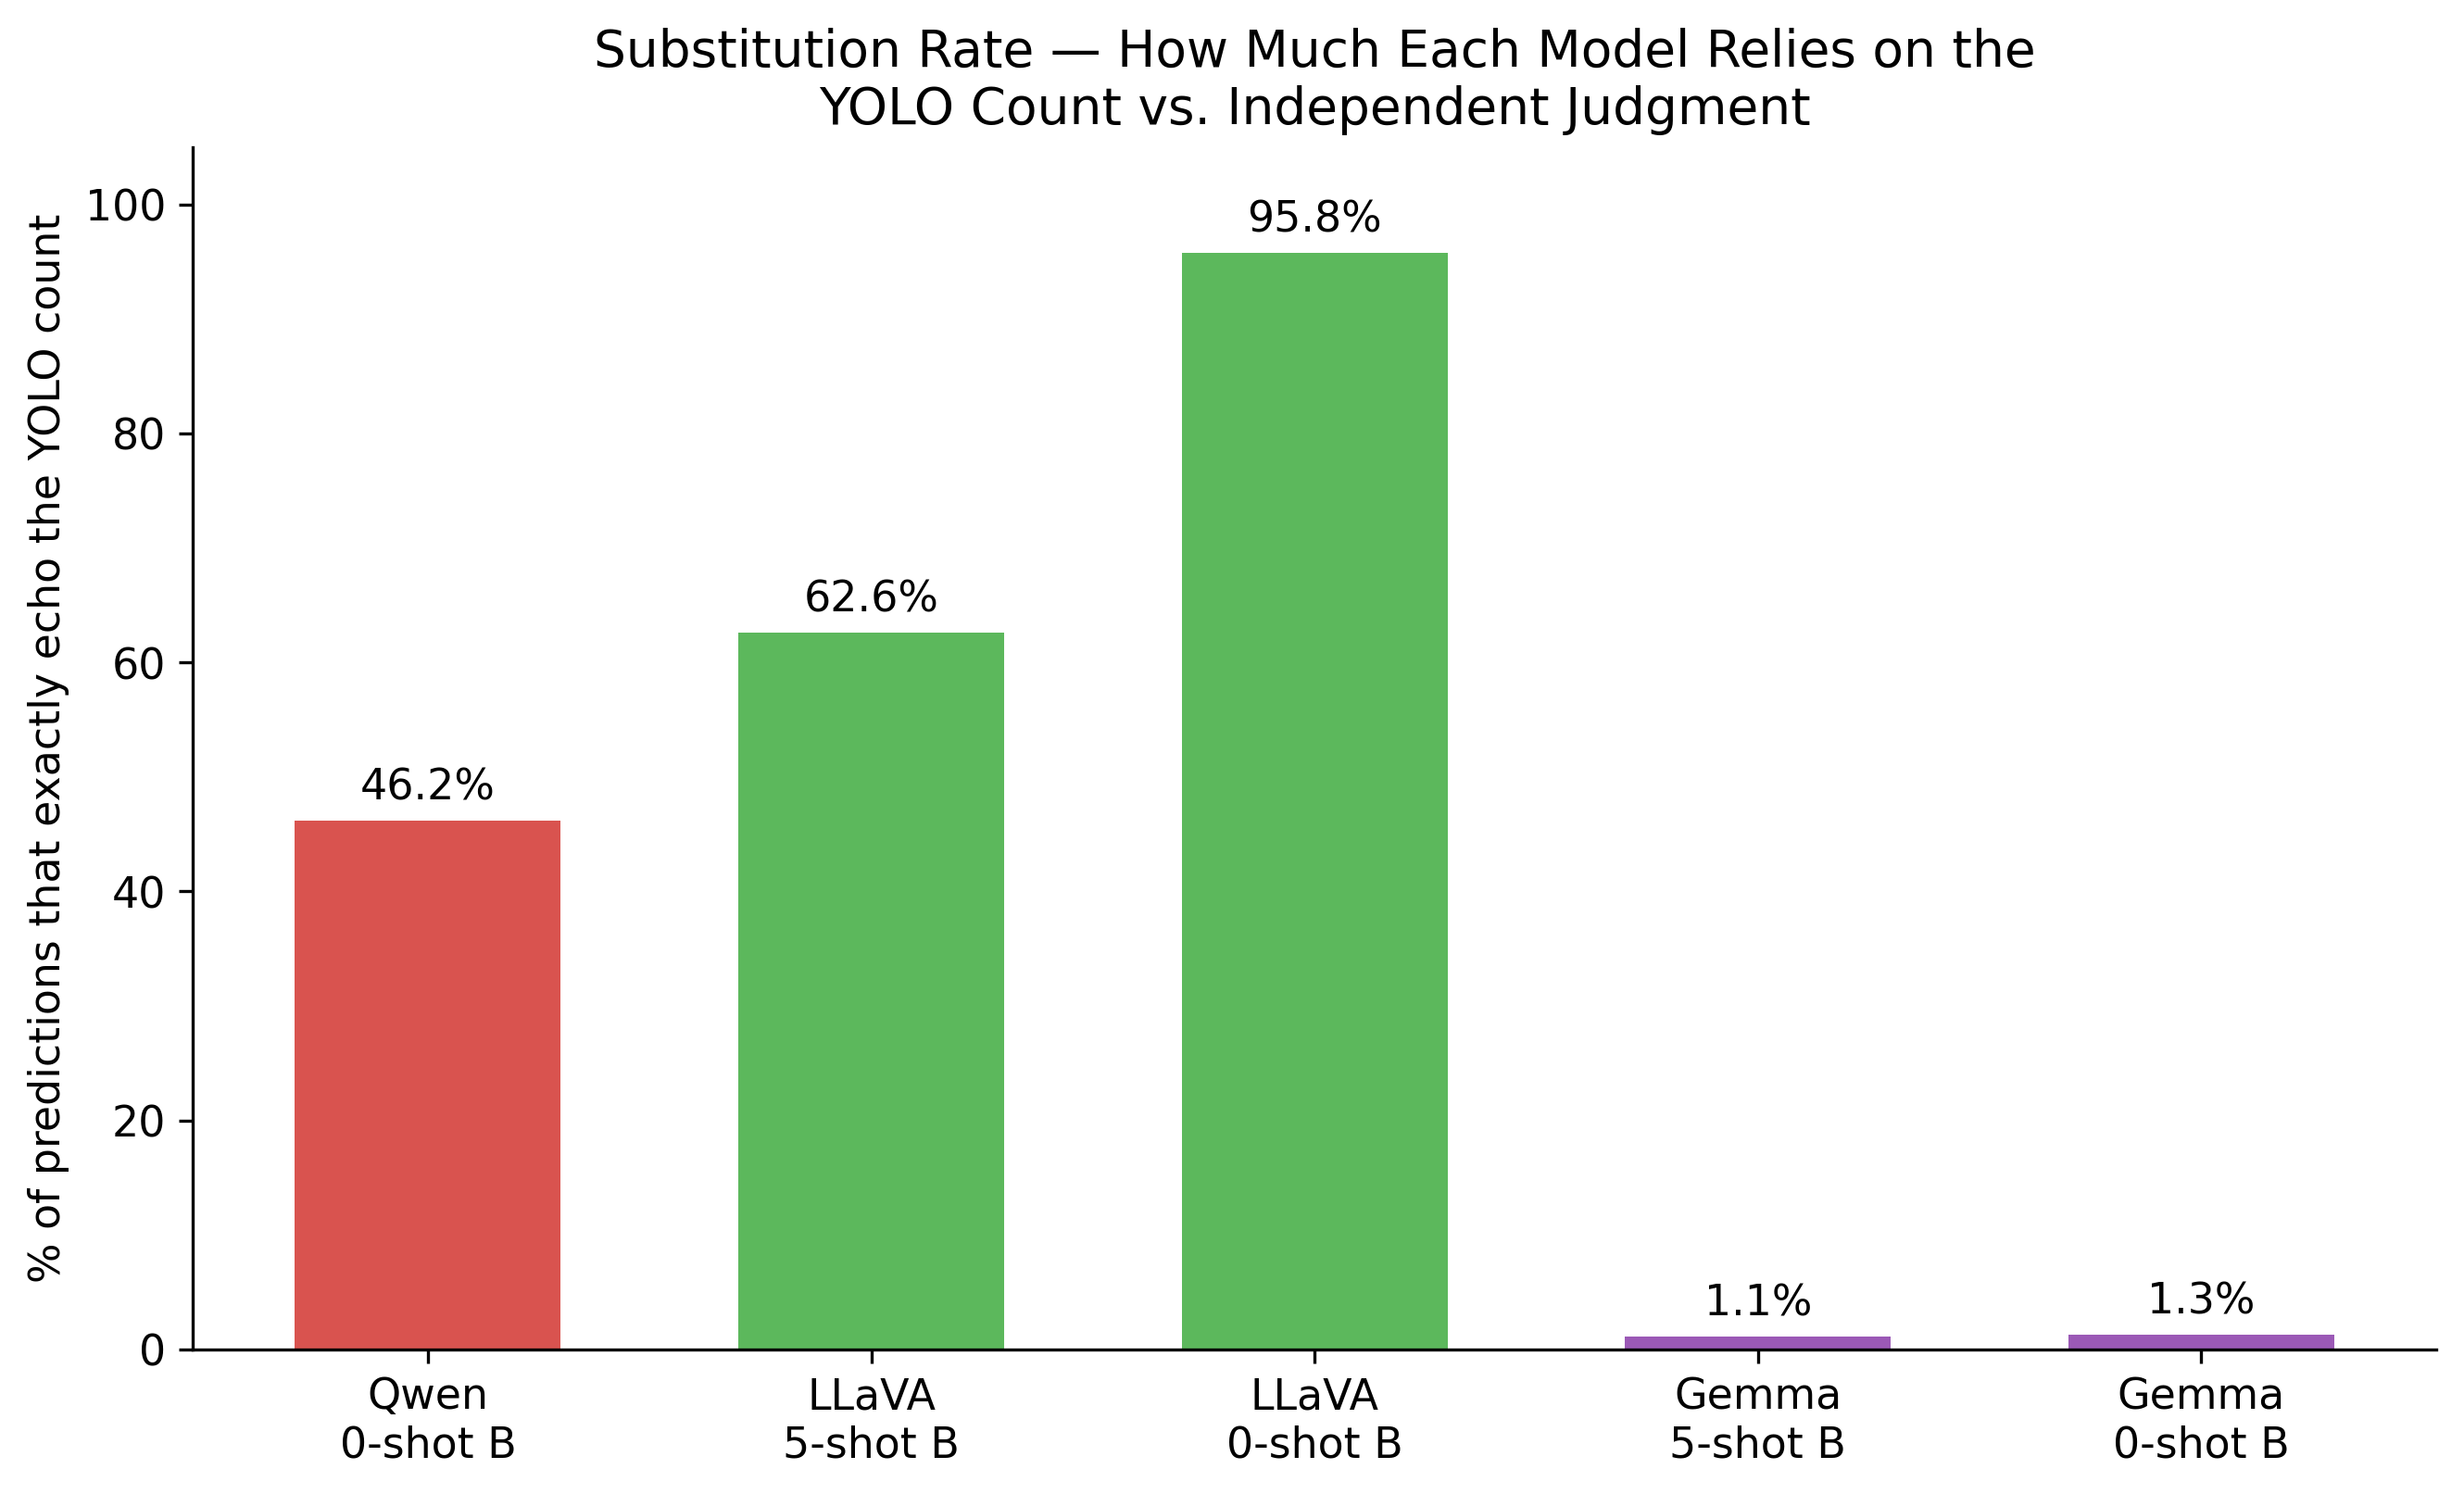 Substitution Rate — How Much Each Model Relies on the
YOLO Count vs. Independent Judgment
% of predictions that exactly echo the YOLO count
100
80
60
40
20
0
46.2%
62.6%
95.8%
1.1%
1.3%
Qwen
0-shot B
LLaVA
5-shot B
LLaVA
0-shot B
Gemma
5-shot B
Gemma
0-shot B